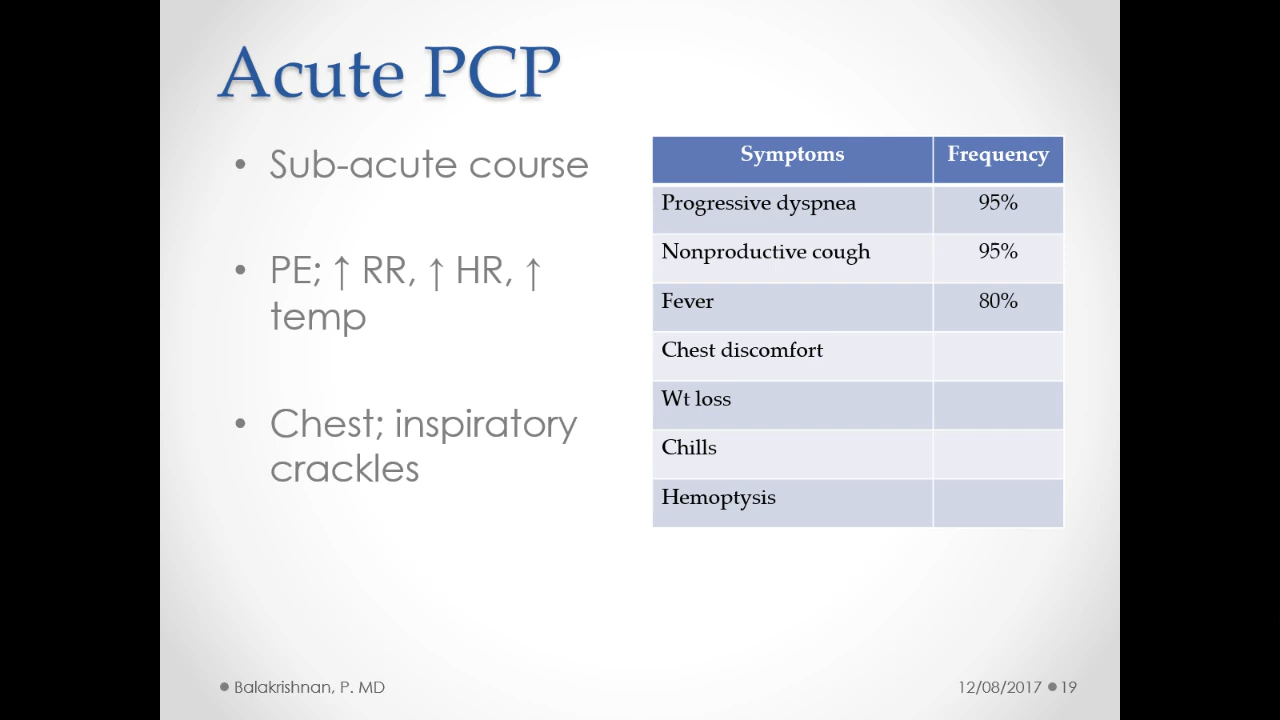 Acute PCP
• Sub-acute course
• PE; ↑ RR, ↑ HR, ↑
temp
• Chest; inspiratory
crackles
Symptoms Frequency
Progressive dyspnea 95%
Nonproductive cough 95%
Fever 80%
Chest discomfort
Wt loss
Chills
Hemoptysis
● Balakrishnan, P. MD
12/08/2017 ● 19